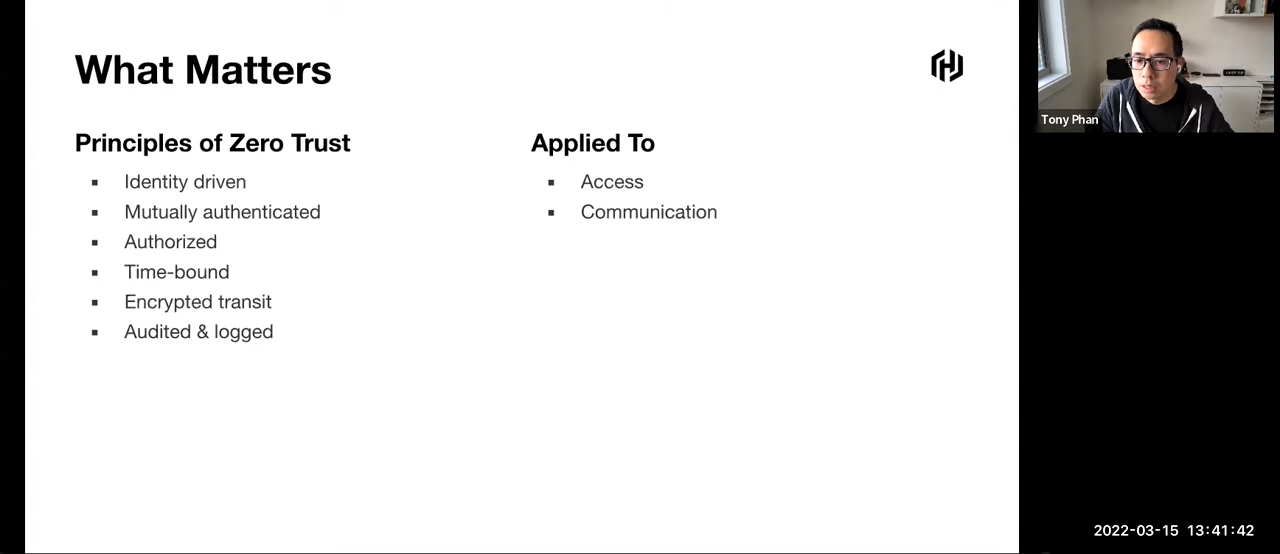 What Matters
Principles of Zero Trust
Identity driven
Mutually authenticated
Authorized
Time-bound
Encrypted transit
Audited & logged
Applied To
Access
Communication
Tony Phan
2022-03-15 13:41:42